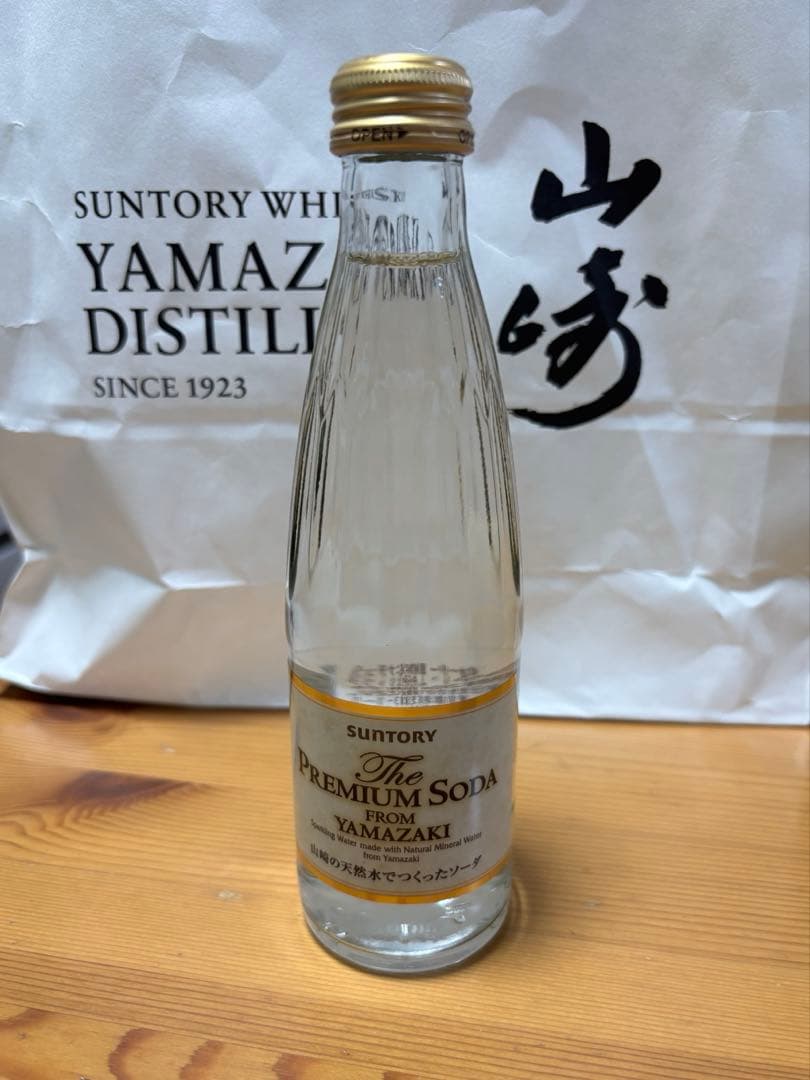 OPEN
SUNTORY WHI
YAMAZ
DISTILL
SINCE 1923
山崎
SUNTORY
The
PREMIUM SODA
FROM
YAMAZAKI
Sparkling Water made with Natural Mineral Water
from Yamazaki
山崎の天然水でつくったソーダ